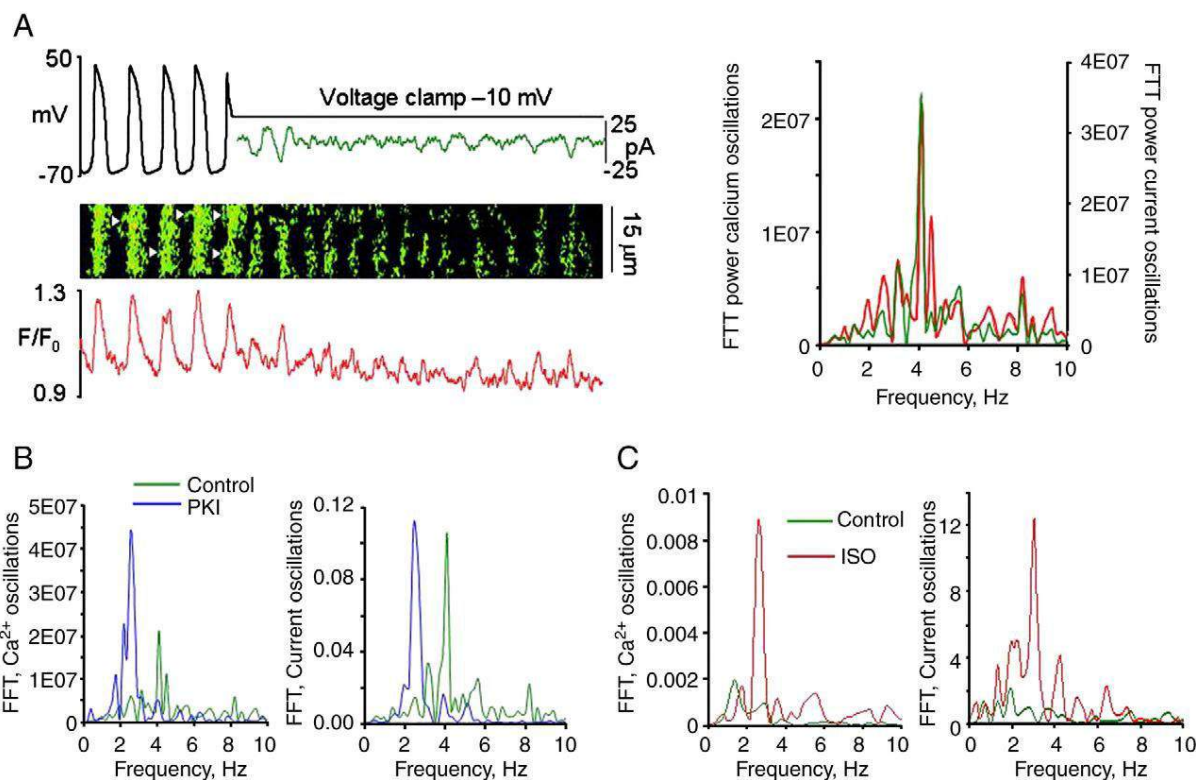 A
50
mV
-70
Voltage clamp –10 mV
25
pA
-25
15 µm
1.3
F/F0
0.9
FTT power calcium oscillations
2E07
1E07
0
4E07
3E07
2E07
1E07
0
FTT power current oscillations
0 2 4 6 8 10
Frequency, Hz
B
Control
PKI
FFT, Ca2+ oscillations
5E07
4E07
3E07
2E07
1E07
0
0 2 4 6 8 10
Frequency, Hz
FFT, Current oscillations
0.12
0.08
0.04
0.00
0 2 4 6 8 10
Frequency, Hz
C
Control
ISO
FFT, Ca2+ oscillations
0.01
0.008
0.006
0.004
0.002
0
0 2 4 6 8 10
Frequency, Hz
FFT, Current oscillations
12
8
4
0
0 2 4 6 8 10
Frequency, Hz